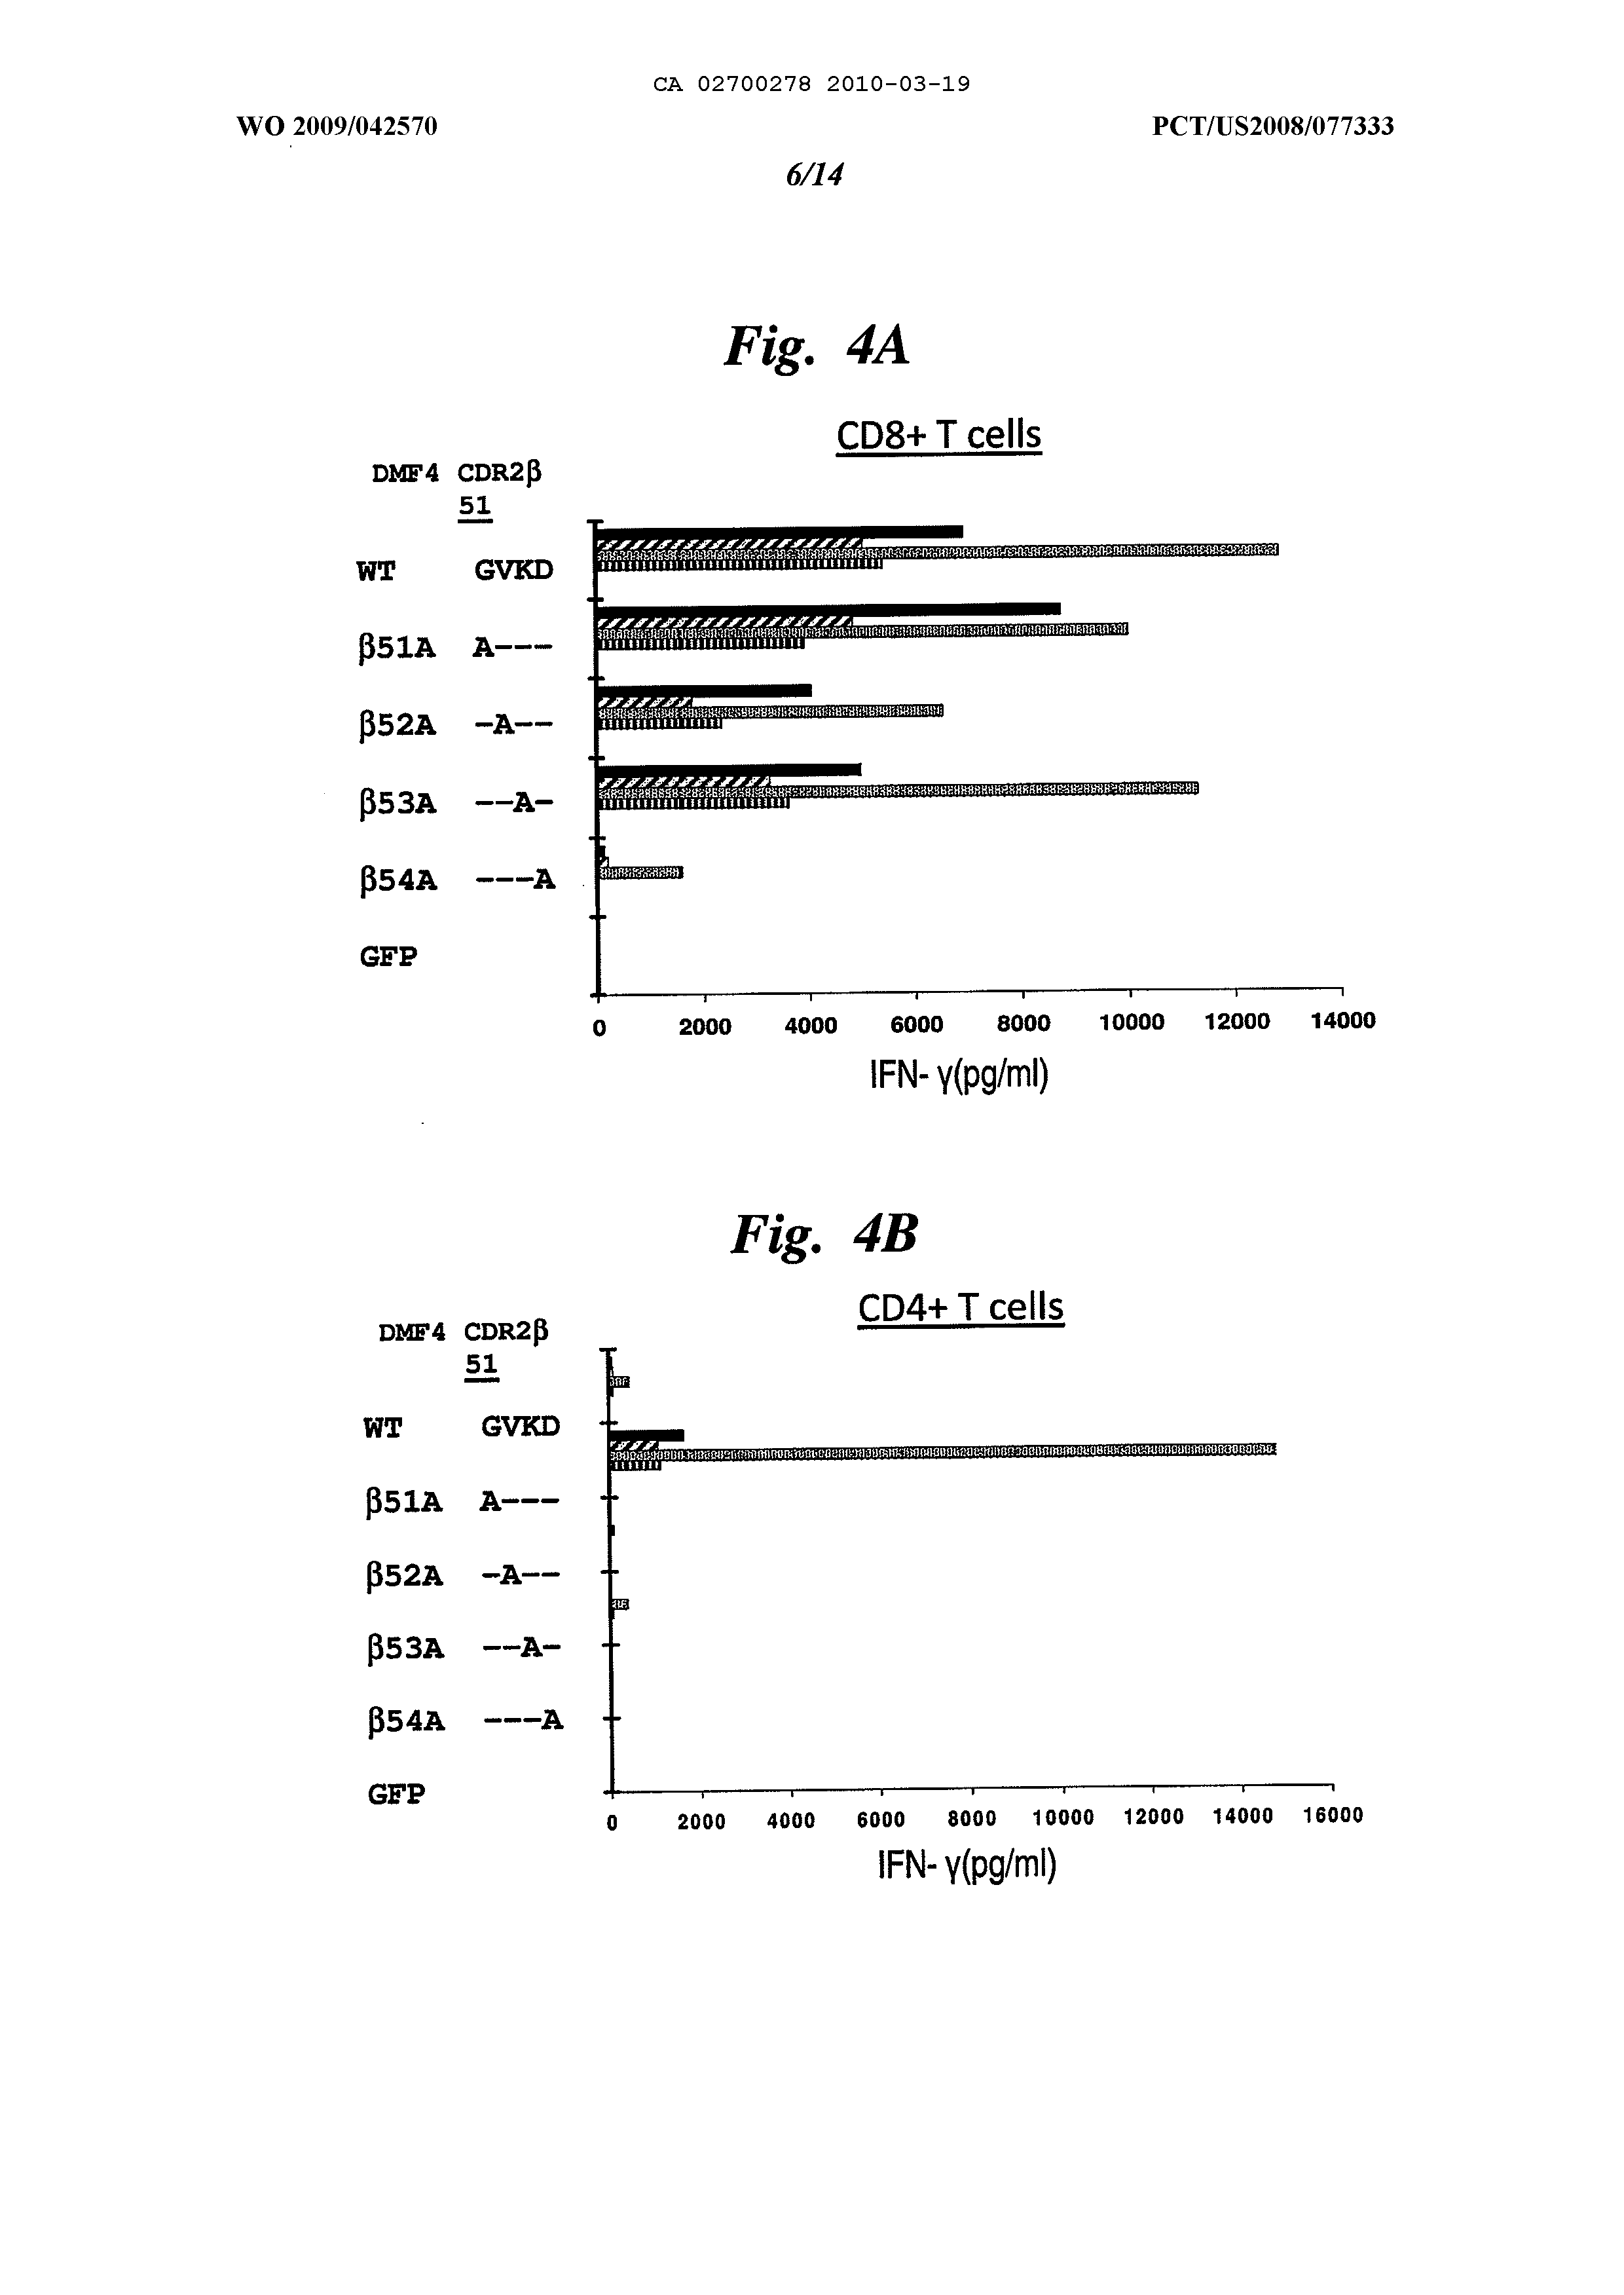 CA 02700278 2010-03-19
WO 2009/042570 PCT/US2008/077333
6/14
Fig. 4A
CD8+ T cells
DMF4 CDR2β
51
WT GVKD
β51A A---
β52A -A--
β53A --A-
β54A ---A
GFP
0 2000 4000 6000 8000 10000 12000 14000
IFN- γ(pg/ml)
Fig. 4B
CD4+ T cells
DMF4 CDR2β
51
WT GVKD
β51A A---
β52A -A--
β53A --A-
β54A ---A
GFP
0 2000 4000 6000 8000 10000 12000 14000 16000
IFN- γ(pg/ml)